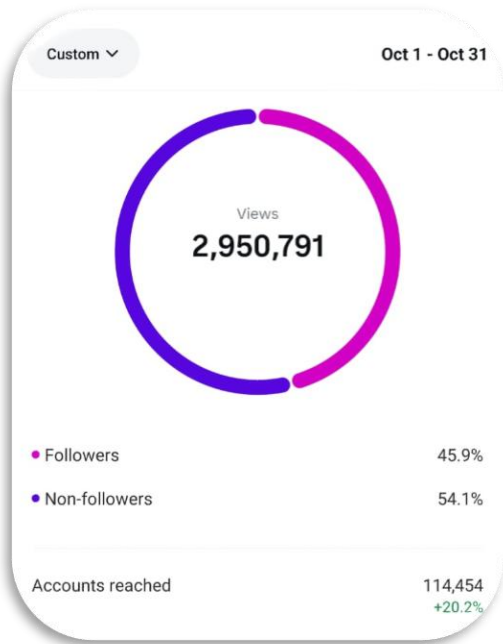 Custom
Oct 1 - Oct 31
Views
2,950,791
Followers 45.9%
Non-followers 54.1%
Accounts reached 114,454
+20.2%